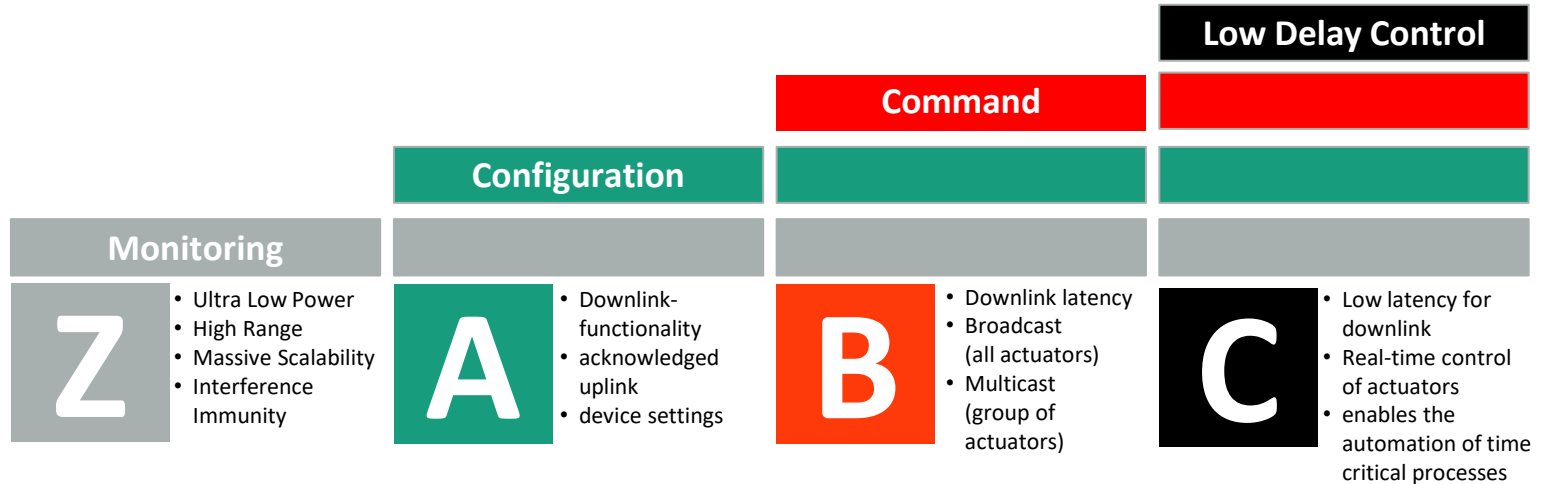 Low Delay Control
Command
Configuration
Monitoring
Z
• Ultra Low Power
• High Range
• Massive Scalability
• Interference
Immunity
A
• Downlink-
functionality
• acknowledged
uplink
• device settings
B
• Downlink latency
• Broadcast
(all actuators)
• Multicast
(group of
actuators)
C
• Low latency for
downlink
• Real-time control
of actuators
• enables the
automation of time
critical processes